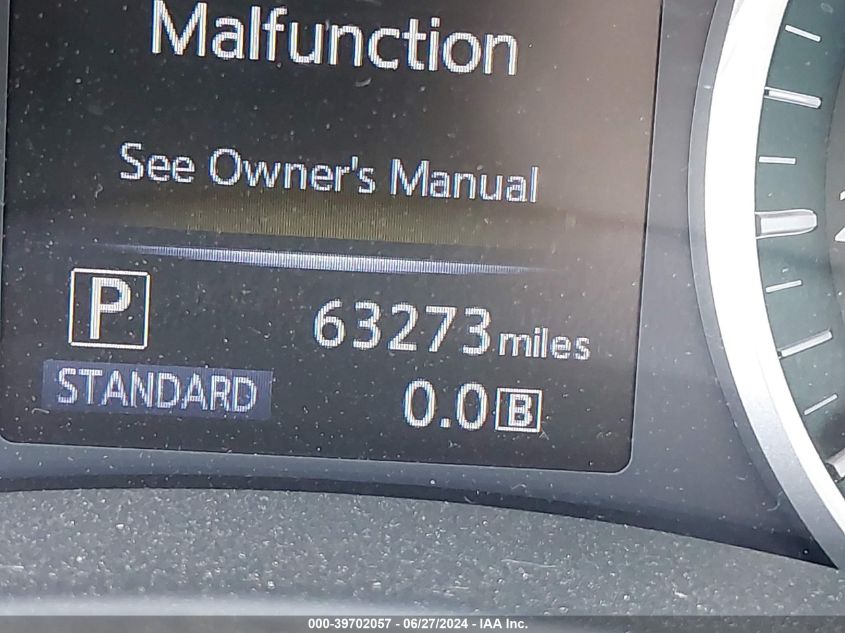 Malfunction
See Owner's Manual
P 63273 miles
STANDARD 0.0 B
000-39702057 - 06/27/2024 - IAA Inc.